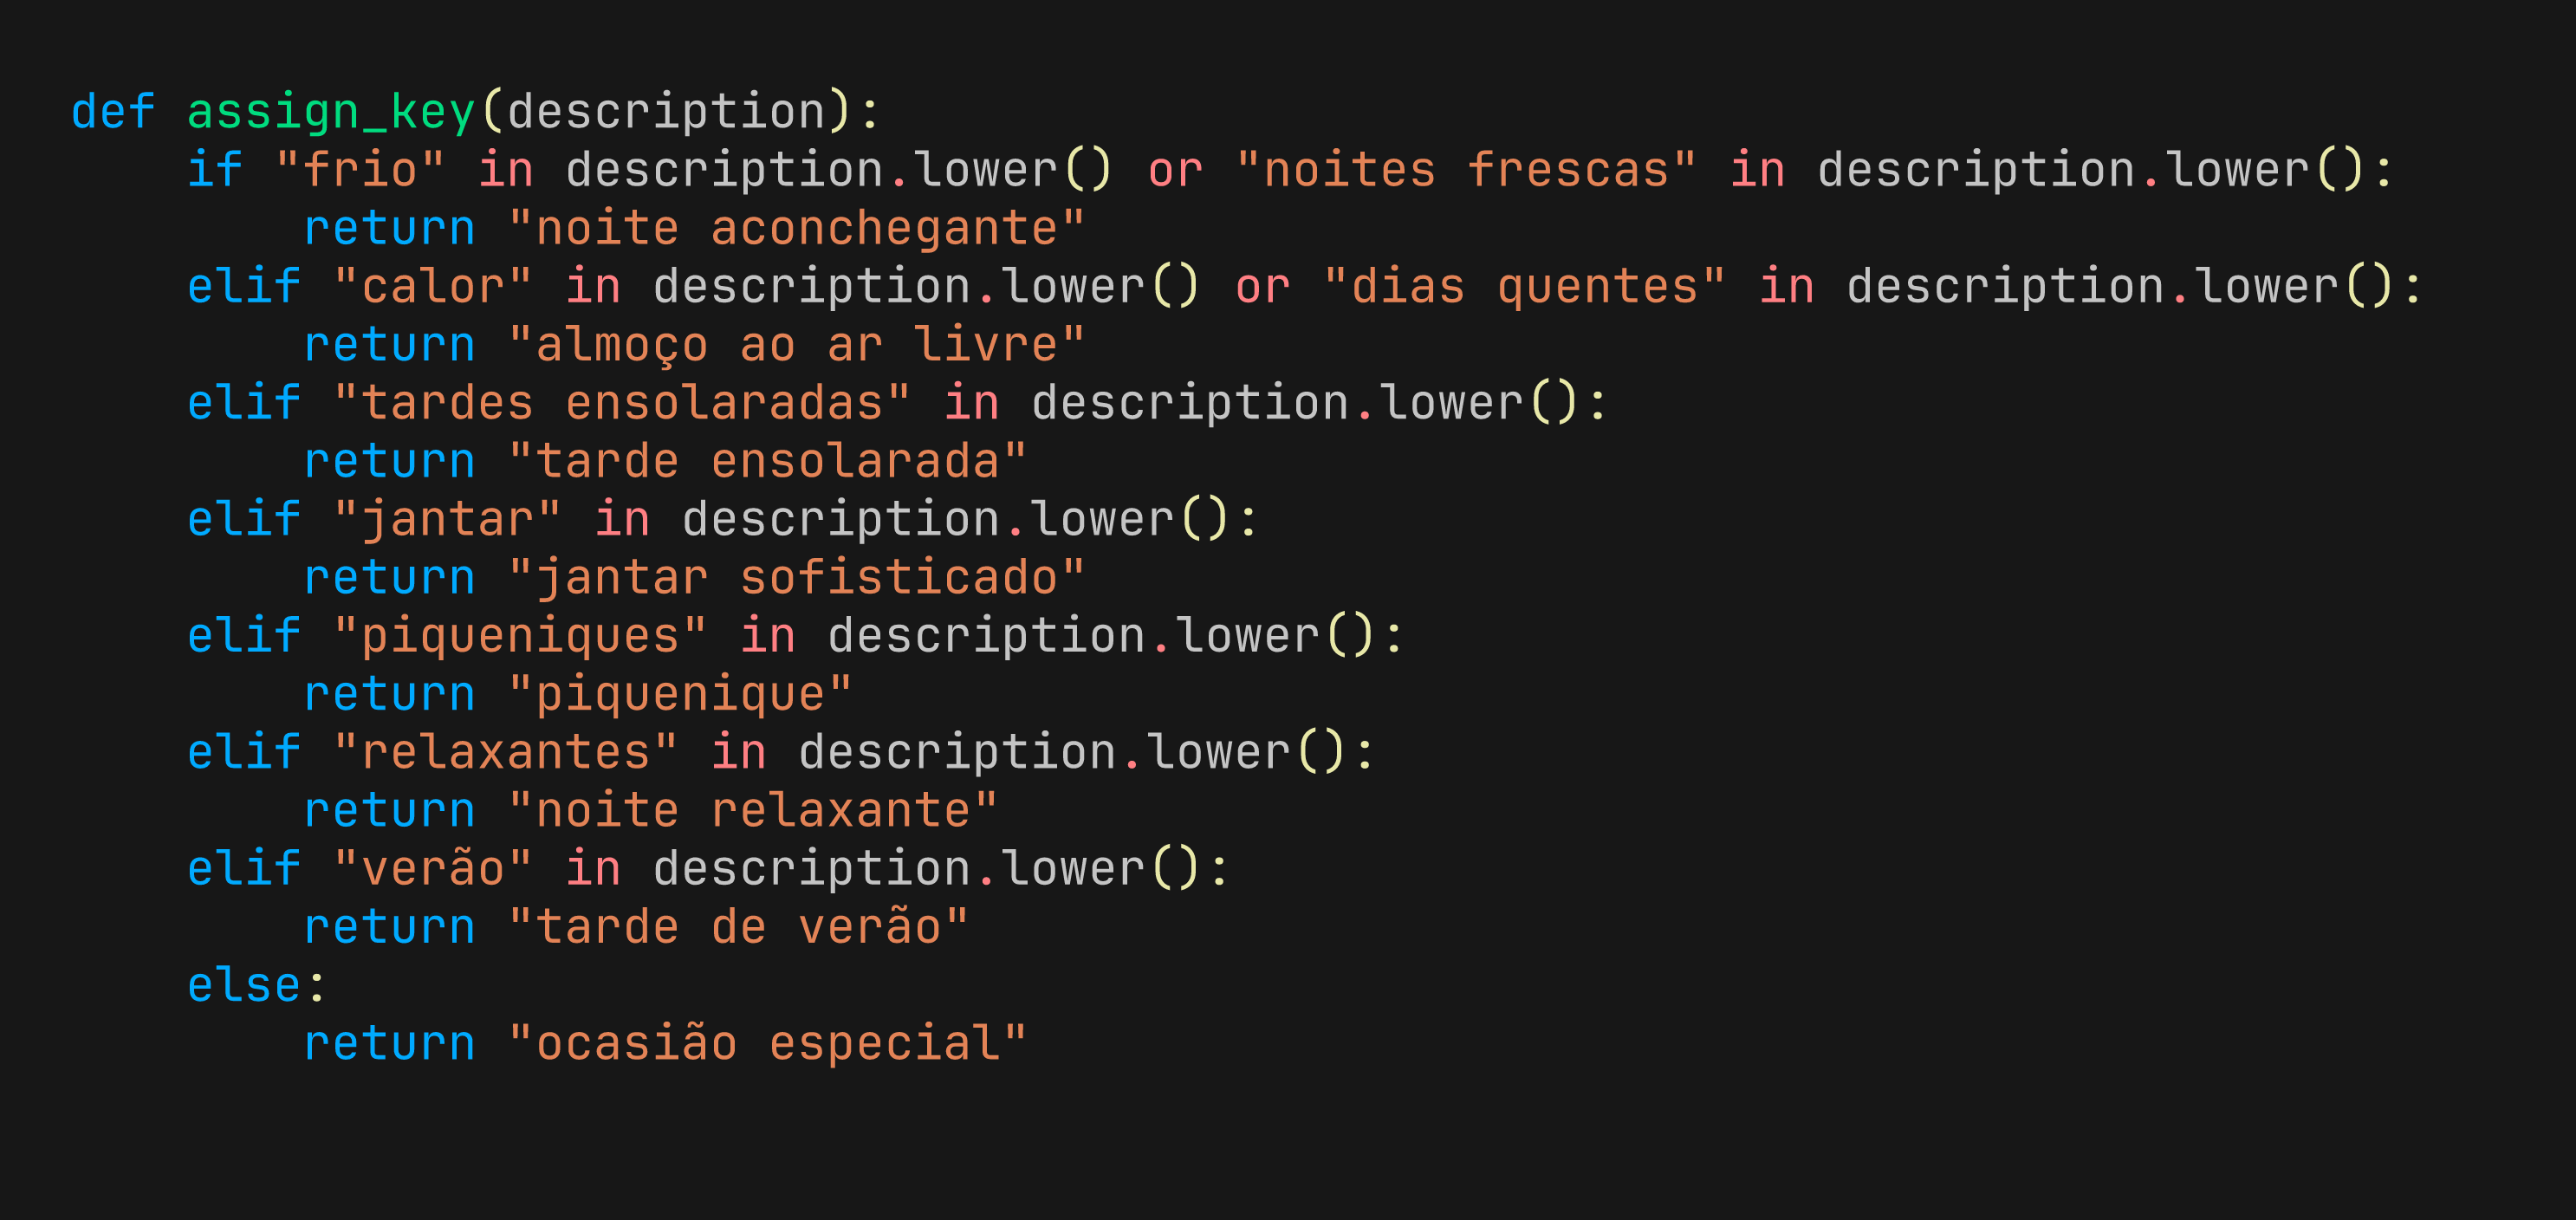 def assign_key(description):
    if "frio" in description.lower() or "noites frescas" in description.lower():
        return "noite aconchegante"
    elif "calor" in description.lower() or "dias quentes" in description.lower():
        return "almoço ao ar livre"
    elif "tardes ensolaradas" in description.lower():
        return "tarde ensolarada"
    elif "jantar" in description.lower():
        return "jantar sofisticado"
    elif "piqueniques" in description.lower():
        return "piquenique"
    elif "relaxantes" in description.lower():
        return "noite relaxante"
    elif "verão" in description.lower():
        return "tarde de verão"
    else:
        return "ocasião especial"